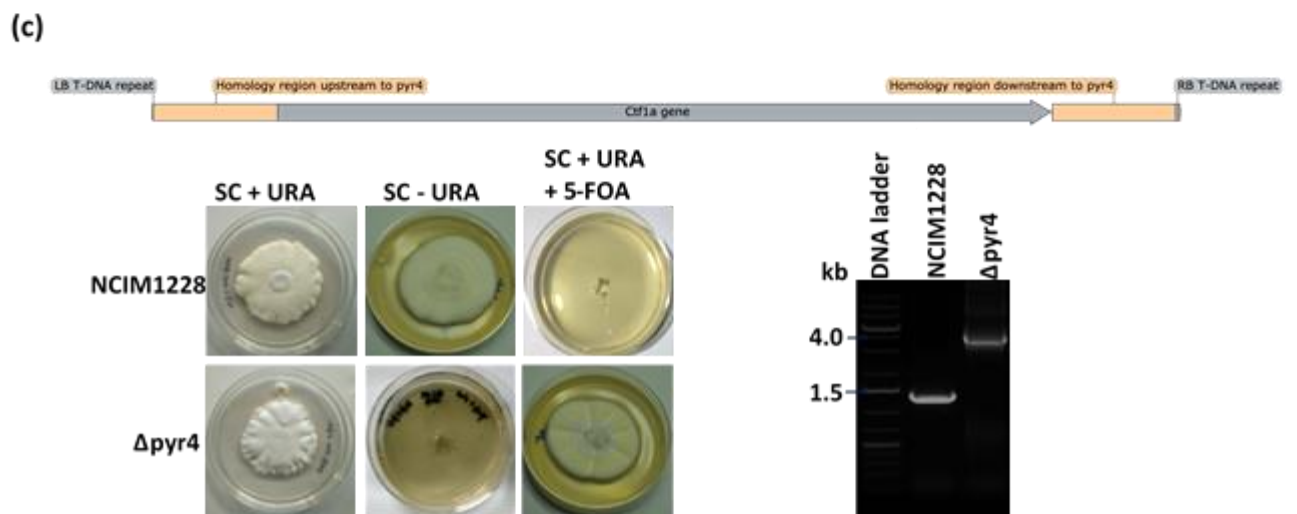 (c)
LB T-DNA repeat
Homology region upstream to pyr4
Homology region downstream to pyr4
RB T-DNA repeat
Ctf1a gene
SC + URA
SC - URA
SC + URA
+ 5-FOA
NCIM1228
Δpyr4
kb
4.0
1.5
DNA ladder
NCIM1228
Δpyr4